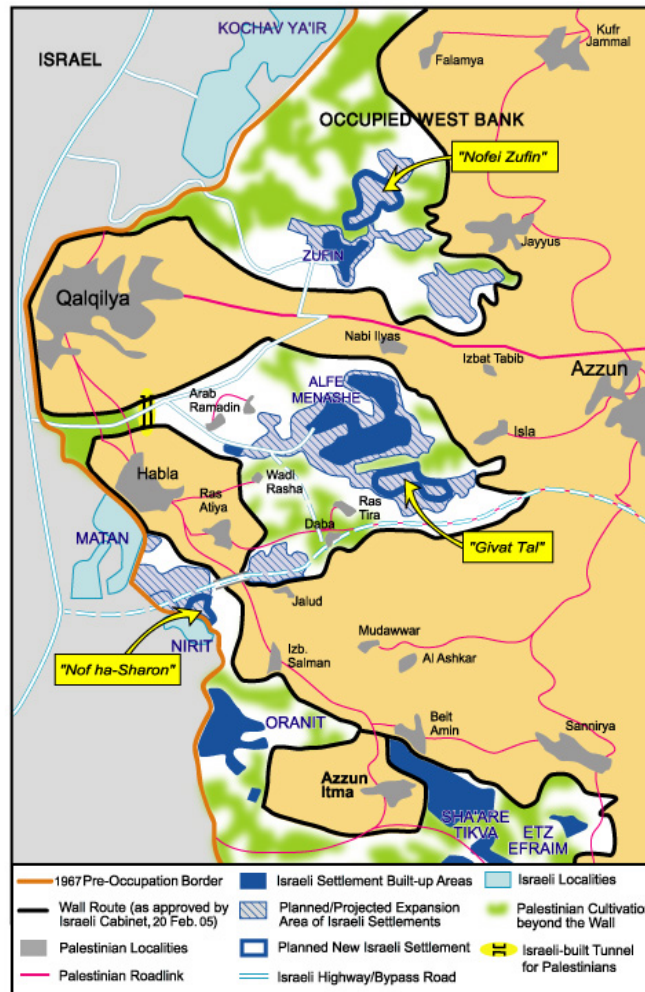 KOCHAV YA'IR
Kufr
Jammal
ISRAEL
Falamya
OCCUPIED WEST BANK
"Nofei Zufin"
Jayyus
ZUFIN
Qalqilya
Nabi Ilyas
Izbat Tabib
Azzun
ALFE
MENASHE
Arab
Ramadin
Isla
Habla
Wadi
Rasha
Ras
Atiya
Ras
Tira
Daba
"Givat Tal"
MATAN
Jalud
NIRIT
Mudawwar
"Nof ha-Sharon"
Izb.
Salman
Al Ashkar
ORANIT
Beit
Amin
Sannirya
Azzun
Itma
SHA'ARE
TIKVA
ETZ
EFRAIM
1967 Pre-Occupation Border
Israeli Settlement Built-up Areas
Israeli Localities
Wall Route (as approved by
Israeli Cabinet, 20 Feb. 05)
Planned/Projected Expansion
Area of Israeli Settlements
Palestinian Cultivation
beyond the Wall
Palestinian Localities
Planned New Israeli Settlement
Israeli-built Tunnel
for Palestinians
Palestinian Roadlink
Israeli Highway/Bypass Road